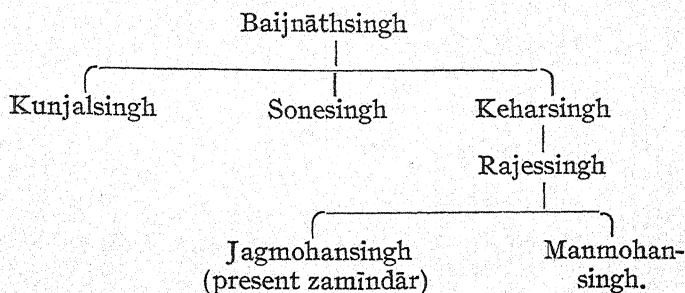 Baijnāthsingh
Kunjalsingh Sonesingh Keharsingh
Rajessingh
Jagmohansingh Manmohan-
(present zamīndār) singh.